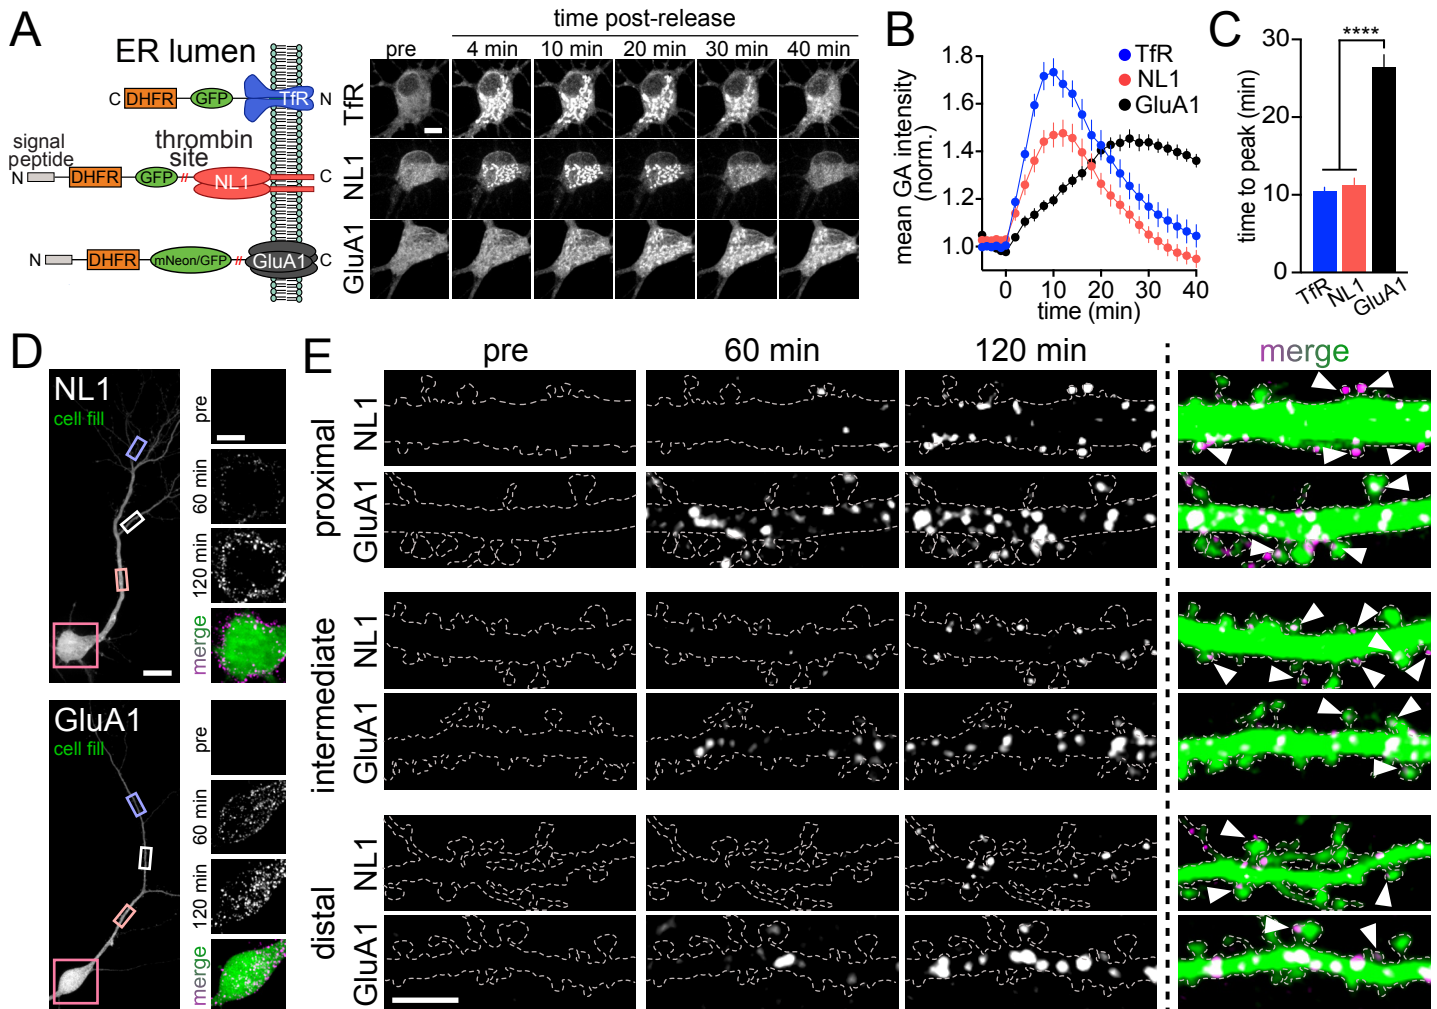 A
ER lumen
C DHFR GFP TfR N
signal
peptide
thrombin
site
N DHFR GFP // NL1 C
N DHFR mNeon/GFP // GluA1 C
time post-release
pre 4 min 10 min 20 min 30 min 40 min
TfR
NL1
GluA1
B
mean GA intensity
(norm.)
1.8
1.6
1.4
1.2
1.0
TfR
NL1
GluA1
0 10 20 30 40
time (min)
C
time to peak (min)
30
20
10
0
****
TfR NL1 GluA1
D
NL1
cell fill
pre
60 min
120 min
merge
GluA1
cell fill
pre
60 min
120 min
merge
E
pre 60 min 120 min merge
proximal
NL1
GluA1
intermediate
NL1
GluA1
distal
NL1
GluA1